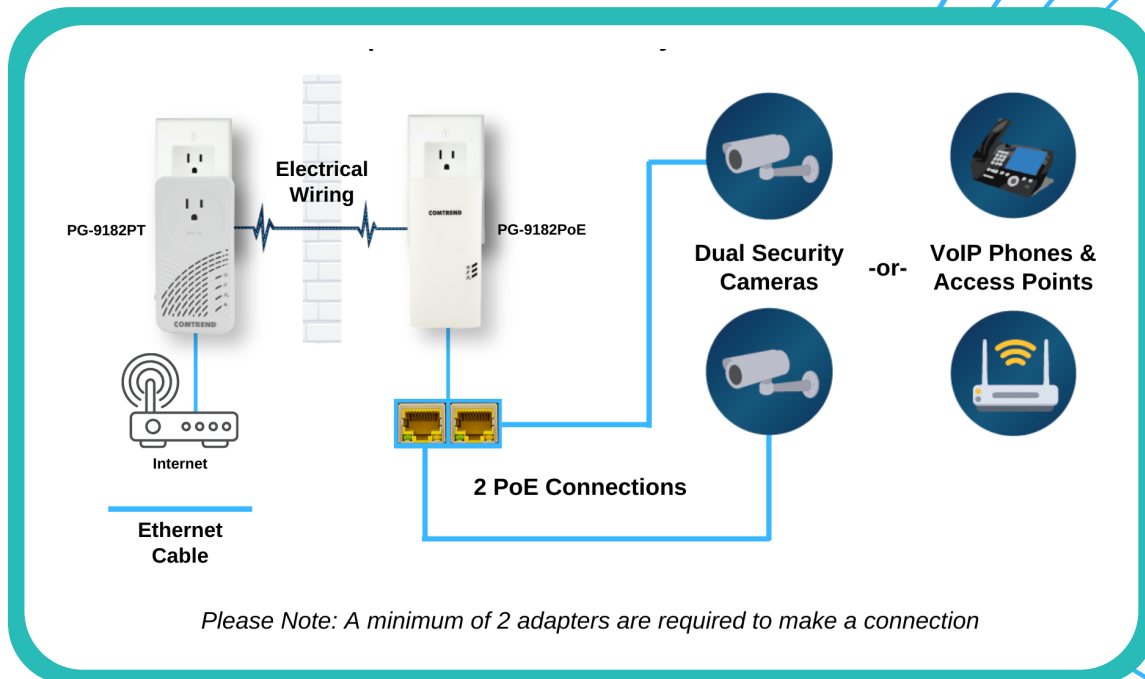 Electrical
Wiring
PG-9182PT
COMTREND
PG-9182PoE
COMTREND
Internet
Ethernet
Cable
2 PoE Connections
Dual Security
Cameras
-or-
VoIP Phones &
Access Points
Please Note: A minimum of 2 adapters are required to make a connection